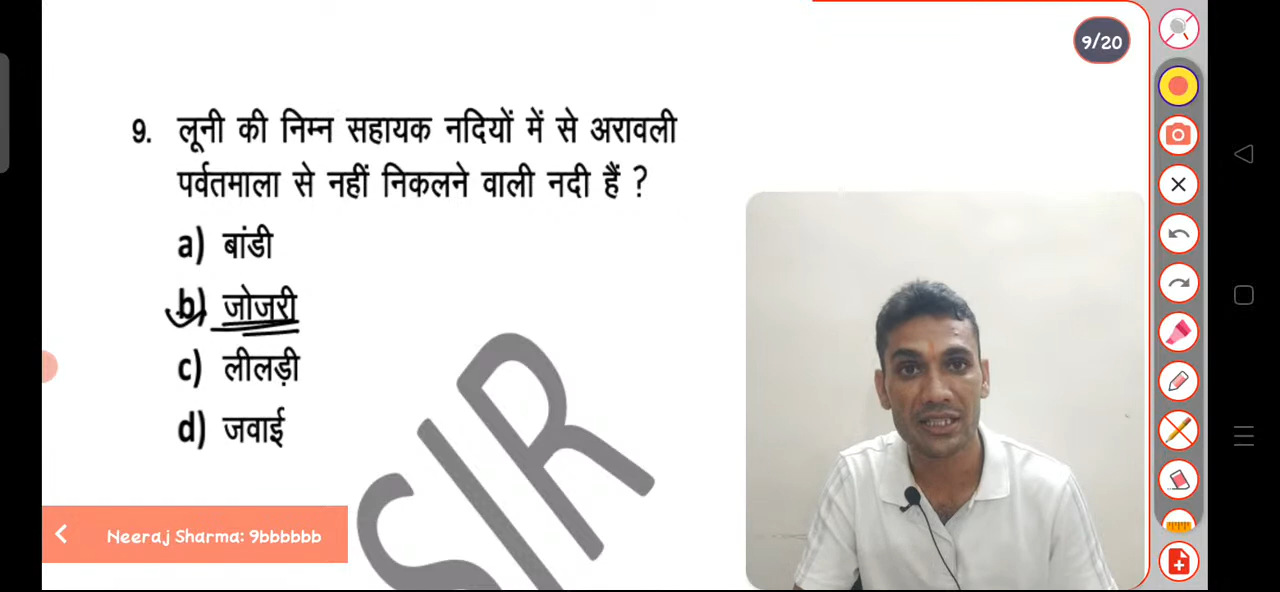 9/20
9. लूनी की निम्न सहायक नदियों में से अरावली
पर्वतमाला से नहीं निकलने वाली नदी हैं ?
a) बांडी
b) जोजरी
c) लीलड़ी
d) जवाई
SIR
Neeraj Sharma: 9bbbbbb